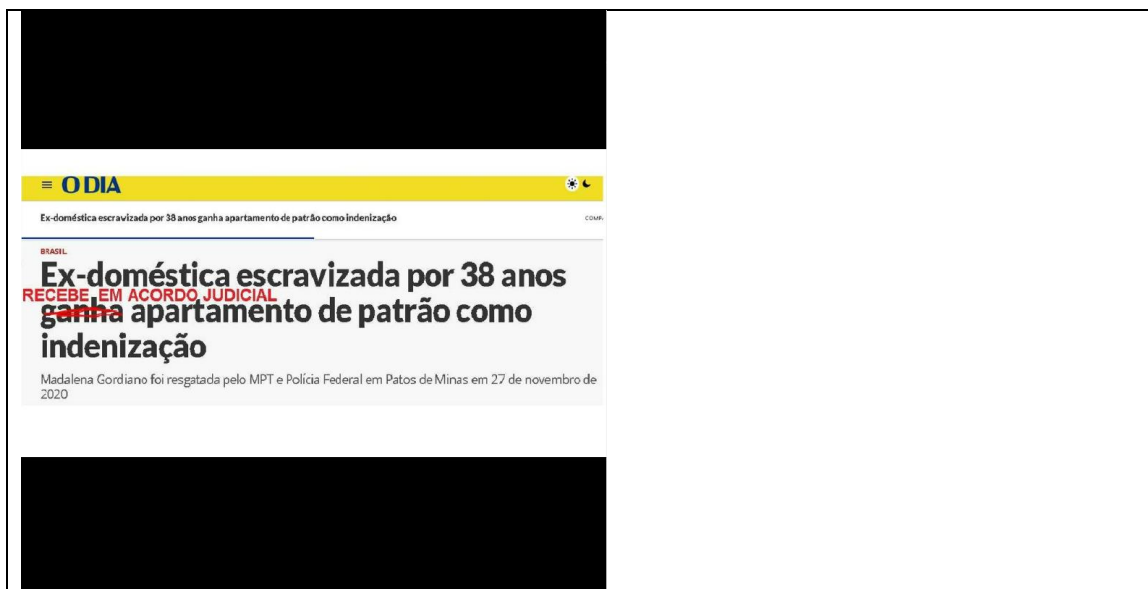 ≡ O DIA
Ex-doméstica escravizada por 38 anos ganha apartamento de patrão como indenização
BRASIL
Ex-doméstica escravizada por 38 anos
RECEBE EM ACORDO JUDICIAL
ganha apartamento de patrão como
indenização
Madalena Gordiano foi resgatada pelo MPT e Polícia Federal em Patos de Minas em 27 de novembro de
2020